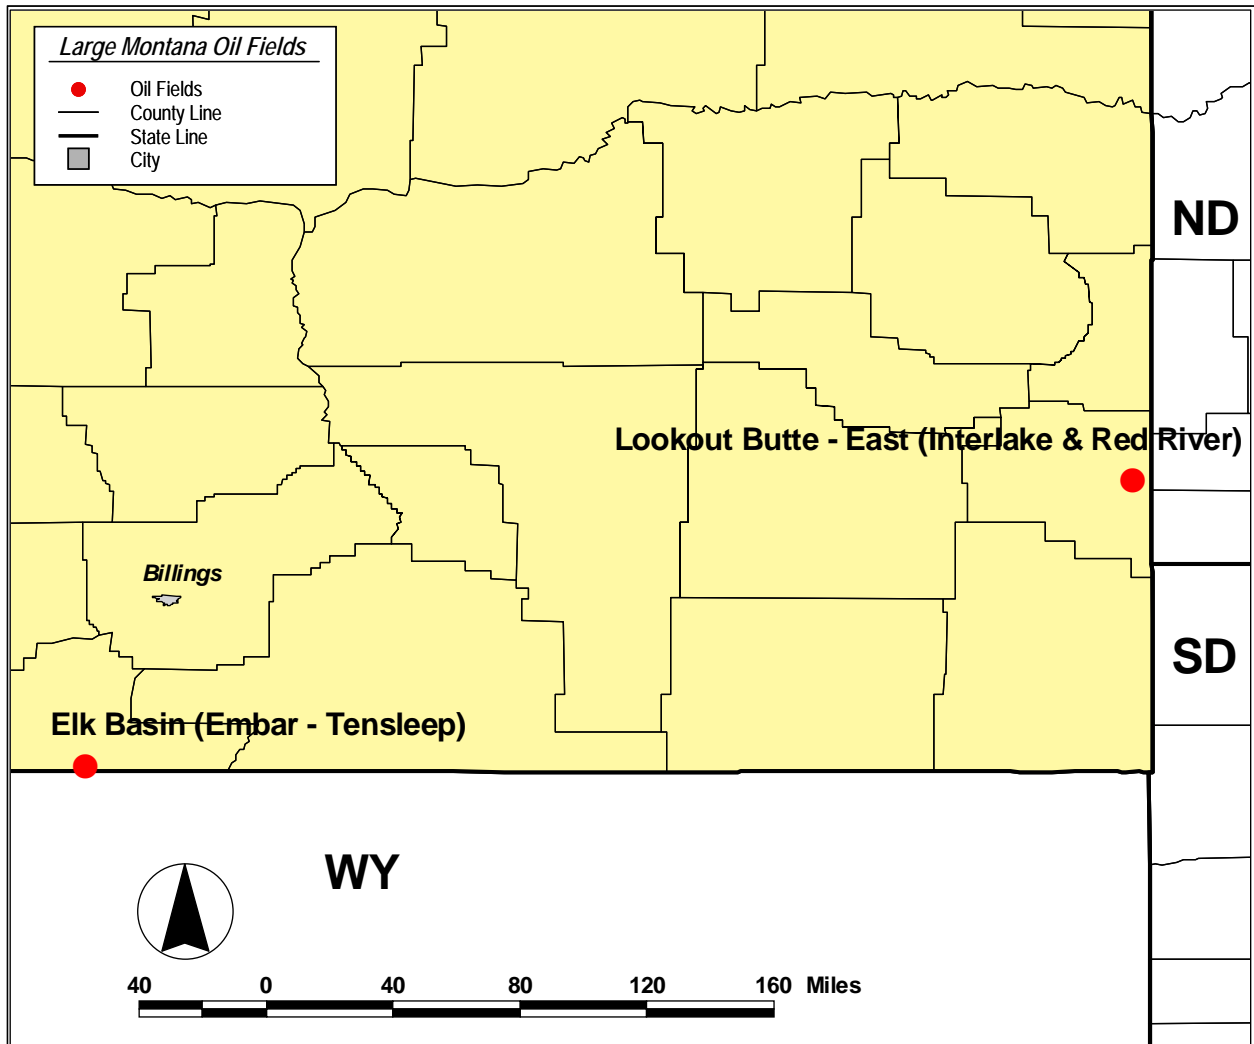 Large Montana Oil Fields
Oil Fields
County Line
State Line
City
ND
Lookout Butte - East (Interlake & Red River)
Billings
SD
Elk Basin (Embar - Tensleep)
WY
40 0 40 80 120 160 Miles